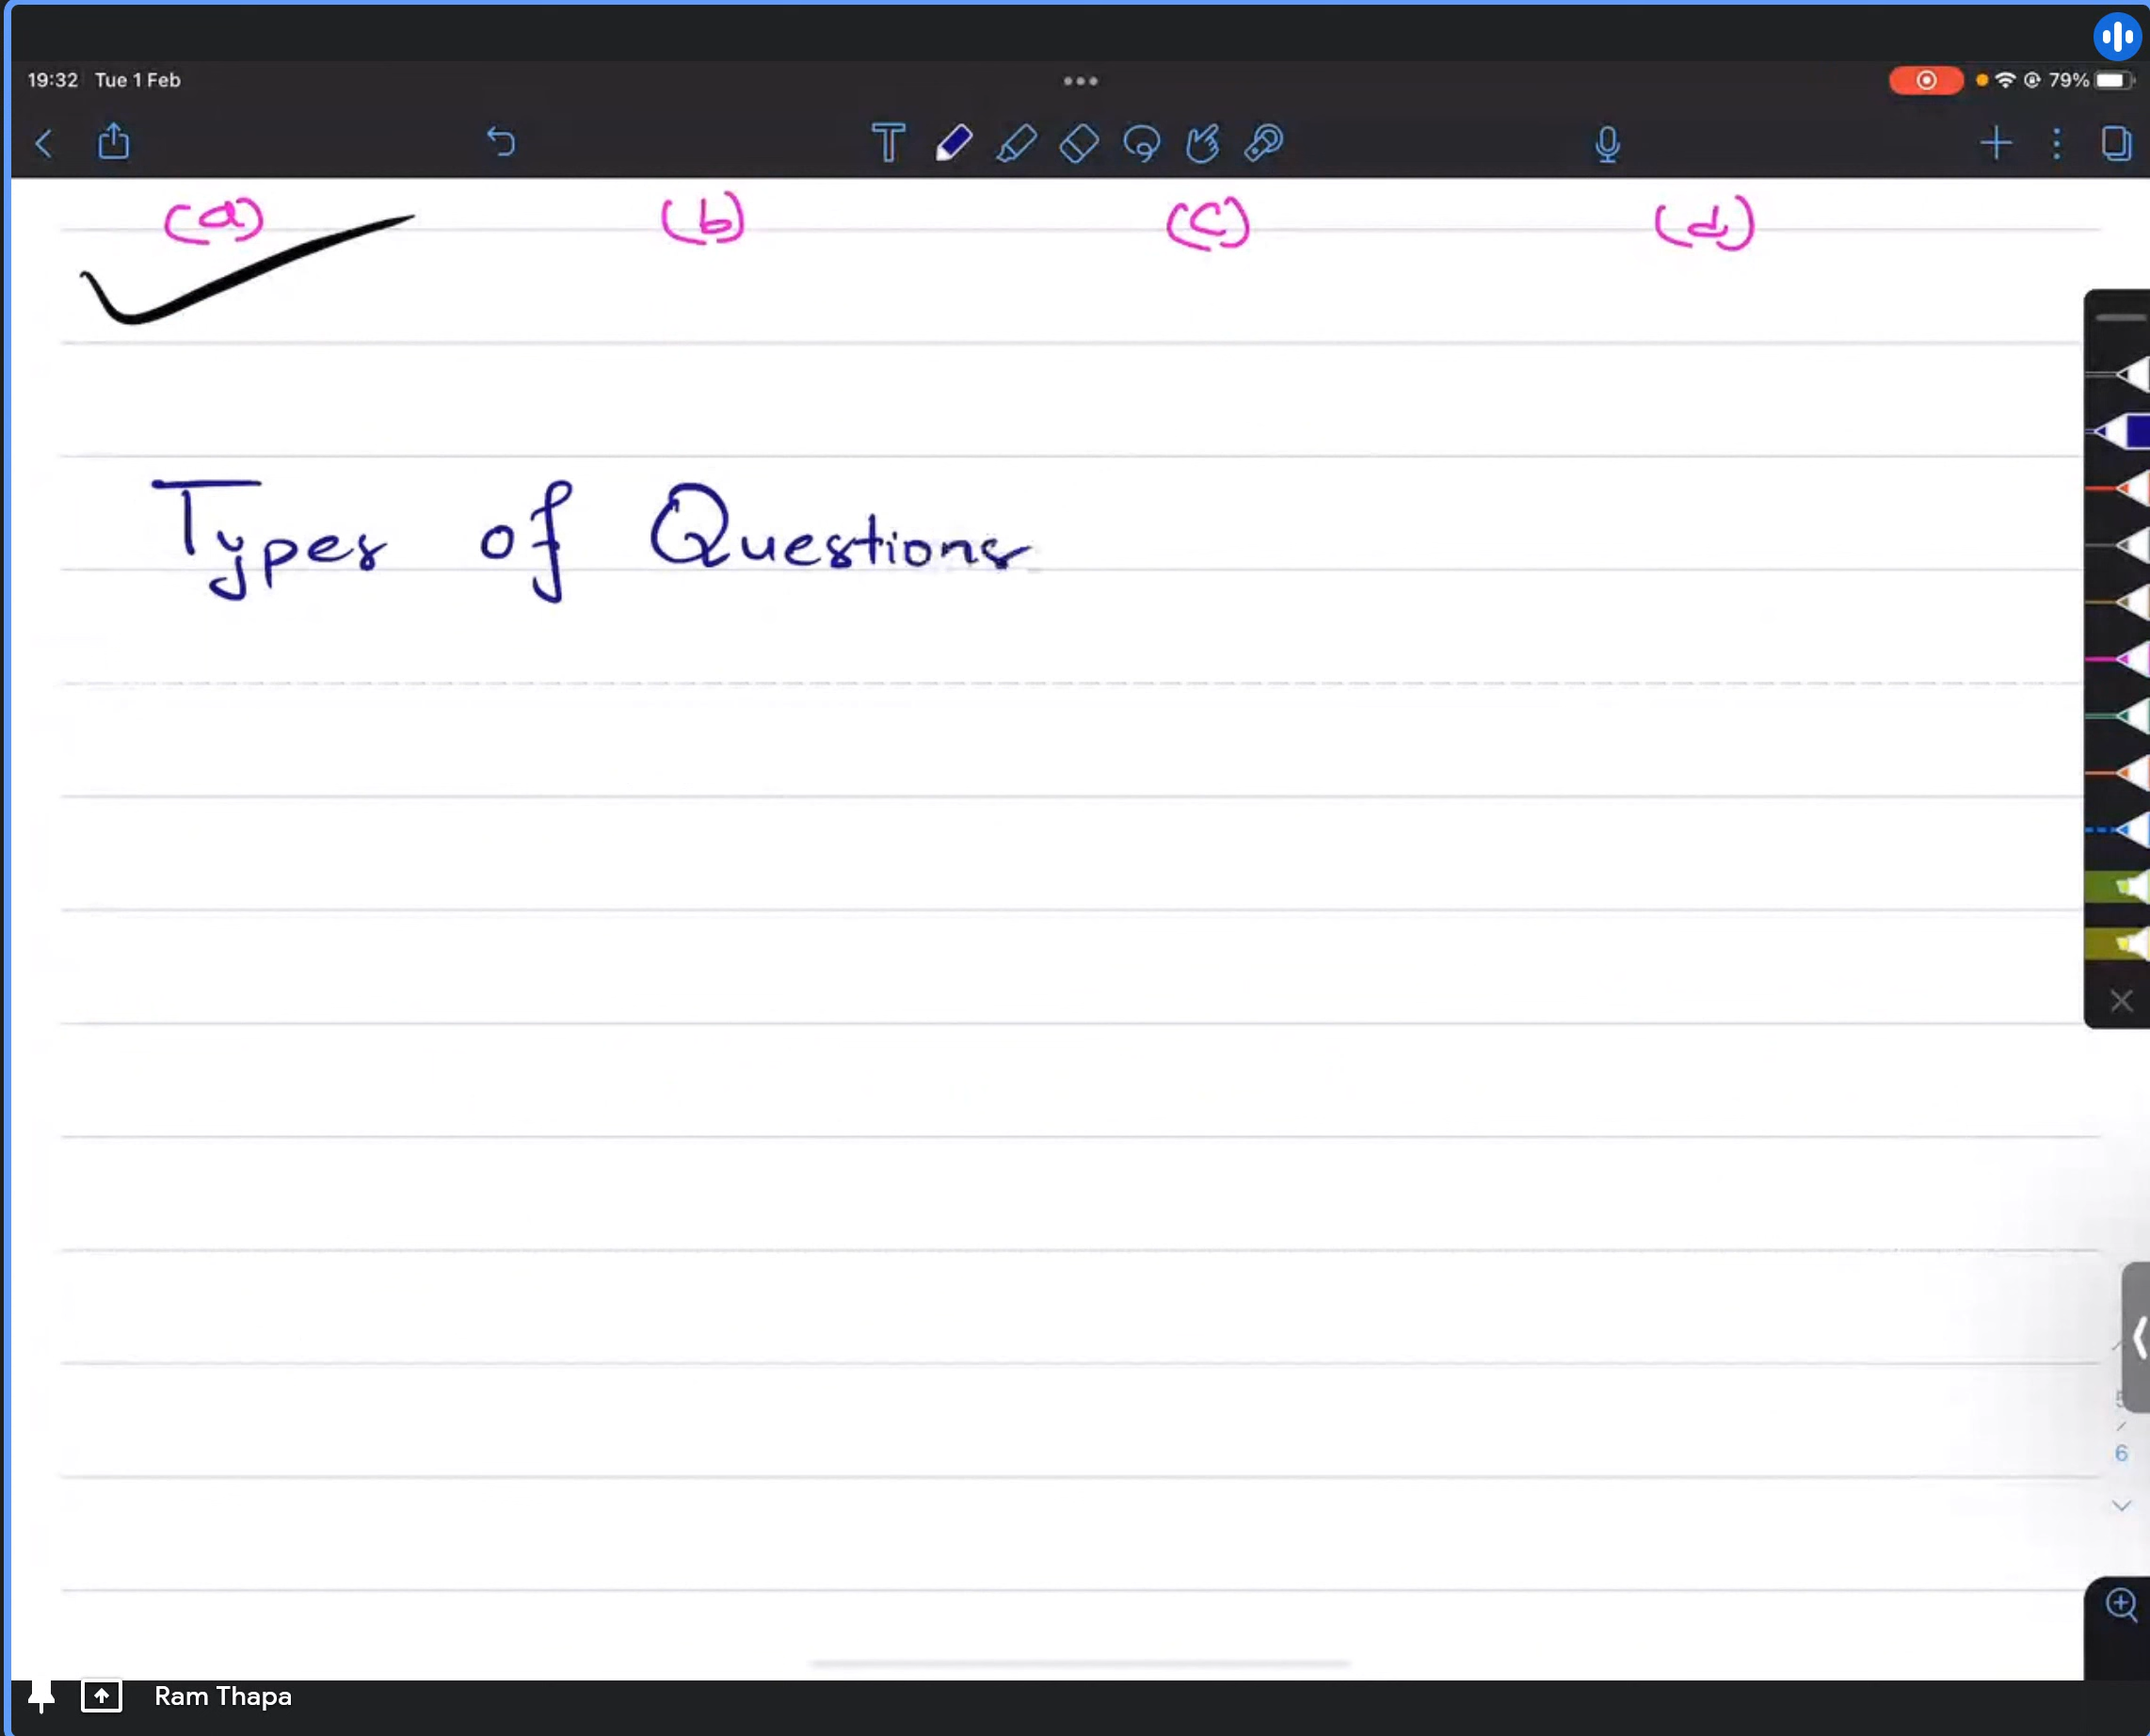 19:32 Tue 1 Feb
79%
(a) (b) (c) (d)
Types of Questions
6
Ram Thapa